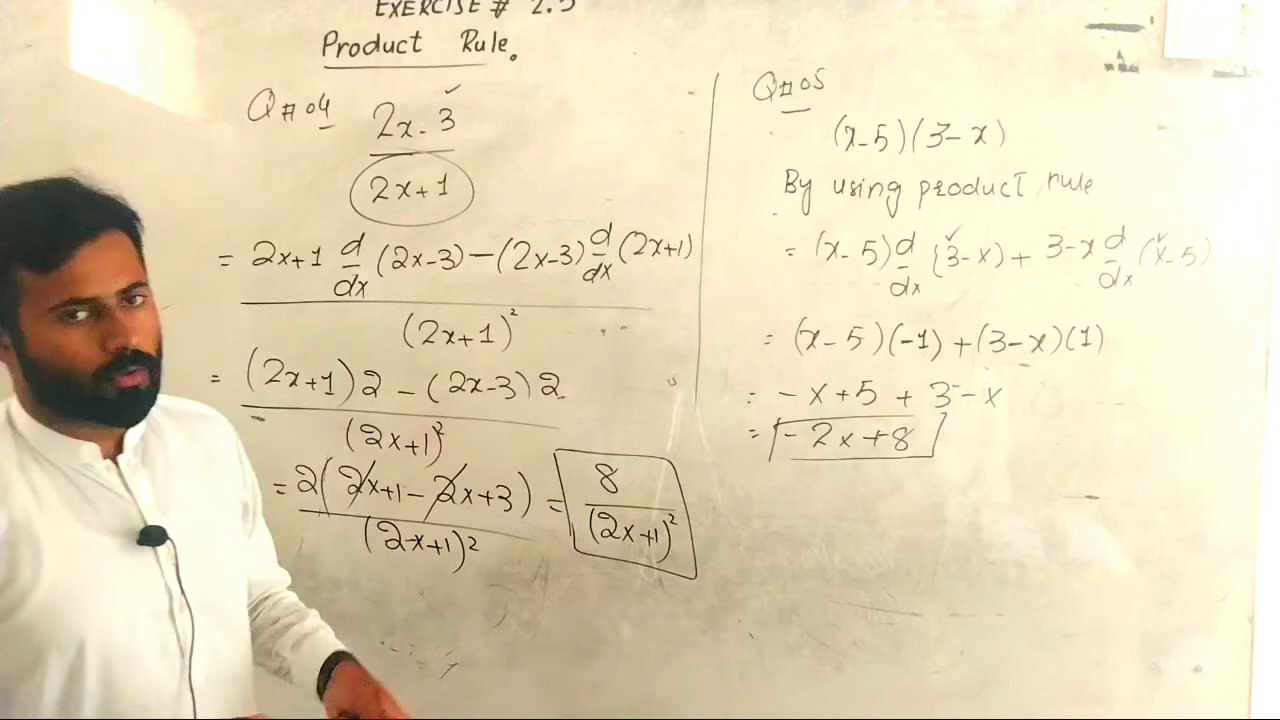 EXERCISE # 2.5
Product Rule.
Q#04
2x-3
2x+1
= 2x+1 d/dx (2x-3) - (2x-3) d/dx (2x+1)
(2x+1)²
= (2x+1)2 - (2x-3)2
(2x+1)²
= 2(2x+1-2x+3) = 8
(2x+1)² (2x+1)²
Q#05
(x-5)(3-x)
By using product rule
= (x-5) d/dx (3-x) + 3-x d/dx (x-5)
= (x-5)(-1) + (3-x)(1)
= -x+5 + 3-x
= -2x+8